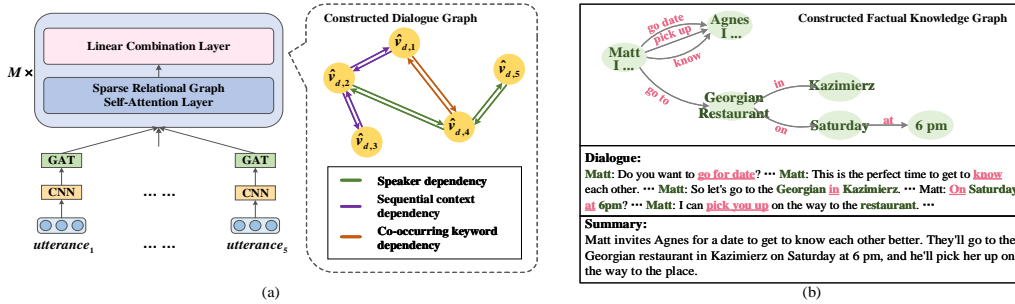 Linear Combination Layer
M ×
Sparse Relational Graph
Self-Attention Layer
GAT
GAT
CNN
... ...
CNN
utterance1
... ...
utterance5
Constructed Dialogue Graph
v̂d,1
v̂d,2
v̂d,5
v̂d,4
v̂d,3
Speaker dependency
Sequential context
dependency
Co-occurring keyword
dependency
(a)
Constructed Factual Knowledge Graph
Agnes
I ...
go date
pick up
know
Matt
I ...
go to
Georgian
Restaurant
in
Kazimierz
on
Saturday
at
6 pm
Dialogue:
Matt: Do you want to go for date? ··· Matt: This is the perfect time to get to know
each other. ··· Matt: So let's go to the Georgian in Kazimierz. ··· Matt: On Saturday
at 6pm? ··· Matt: I can pick you up on the way to the restaurant. ···
Summary:
Matt invites Agnes for a date to get to know each other better. They'll go to the
Georgian restaurant in Kazimierz on Saturday at 6 pm, and he'll pick her up on
the way to the place.
(b)